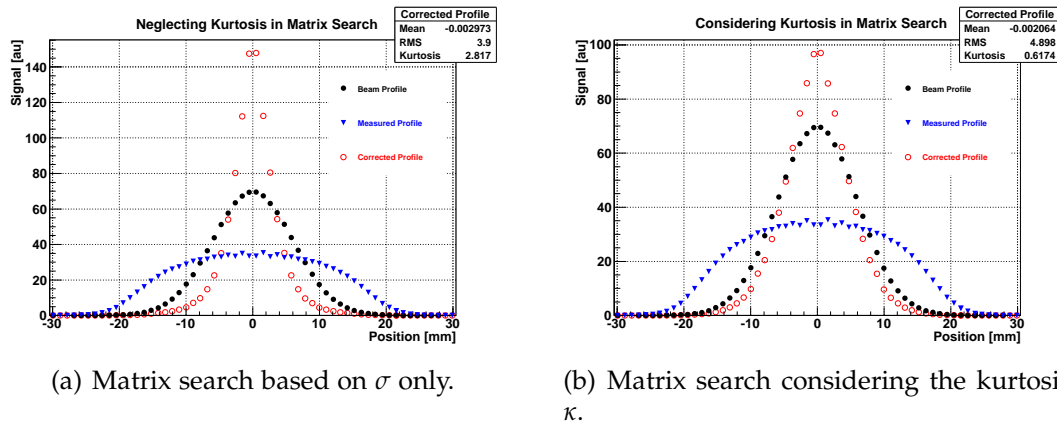 Neglecting Kurtosis in Matrix Search
Corrected Profile
Mean -0.002973
RMS 3.9
Kurtosis 2.817
Signal [au]
140
120
100
80
60
40
20
0
Beam Profile
Measured Profile
Corrected Profile
-30 -20 -10 0 10 20 30
Position [mm]
(a) Matrix search based on σ only.
Considering Kurtosis in Matrix Search
Corrected Profile
Mean -0.002064
RMS 4.898
Kurtosis 0.6174
Signal [au]
100
80
60
40
20
0
Beam Profile
Measured Profile
Corrected Profile
-30 -20 -10 0 10 20 30
Position [mm]
(b) Matrix search considering the kurtosi
κ.